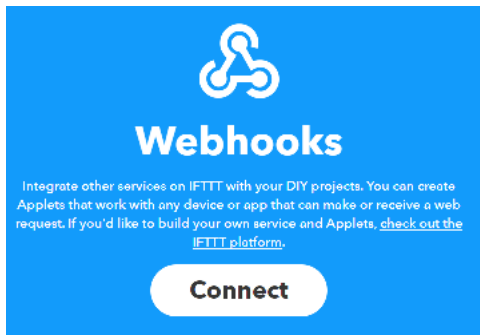 Webhooks
Integrate other services on IFTTT with your DIY projects. You can create
Applets that work with any device or app that can make or receive a web
request. If you'd like to build your own service and Applets, check out the
IFTTT platform.
Connect